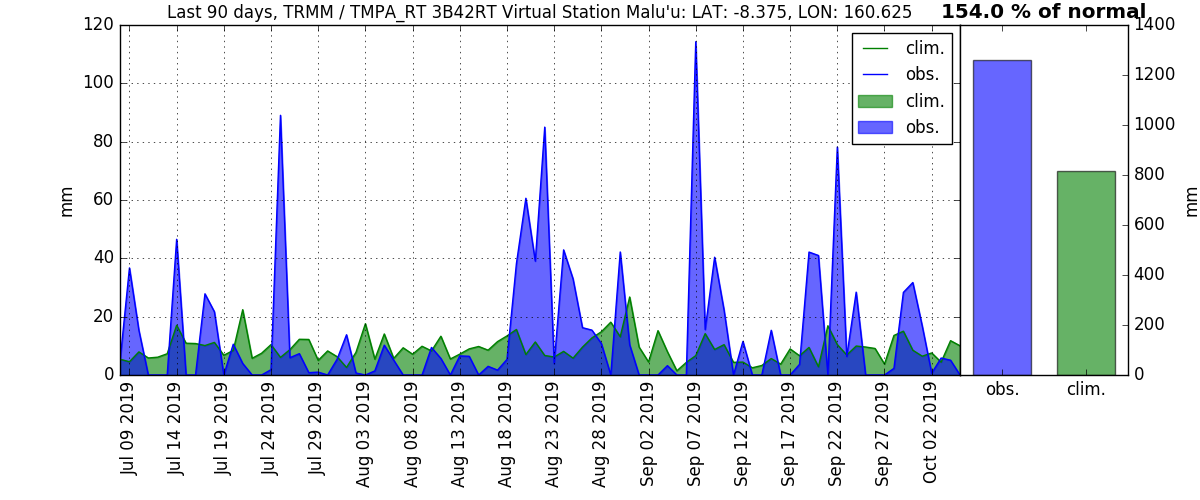 Last 90 days, TRMM / TMPA_RT 3B42RT Virtual Station Malu'u: LAT: -8.375, LON: 160.625
154.0 % of normal
mm
120
100
80
60
40
20
0
clim.
obs.
clim.
obs.
Jul 09 2019
Jul 14 2019
Jul 19 2019
Jul 24 2019
Jul 29 2019
Aug 03 2019
Aug 08 2019
Aug 13 2019
Aug 18 2019
Aug 23 2019
Aug 28 2019
Sep 02 2019
Sep 07 2019
Sep 12 2019
Sep 17 2019
Sep 22 2019
Sep 27 2019
Oct 02 2019
1400
1200
1000
800
600
400
200
0
mm
obs.
clim.